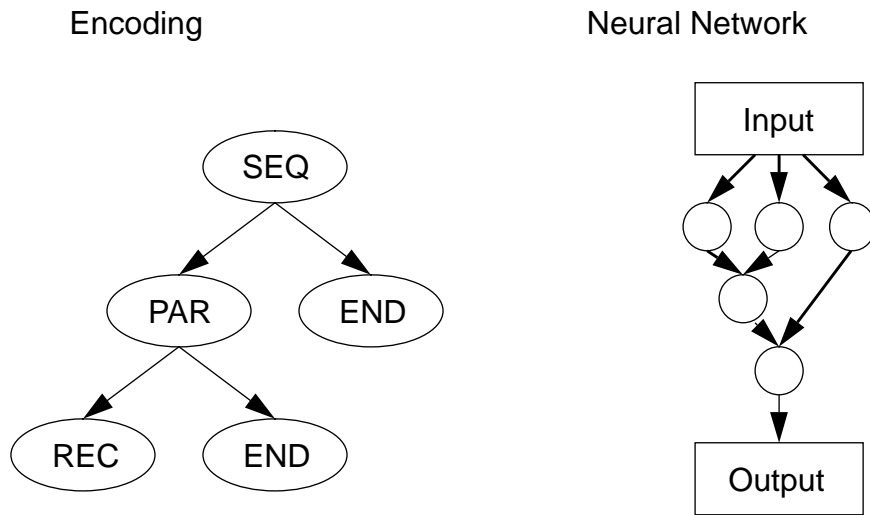 Encoding
Neural Network
Input
SEQ
PAR
END
REC
END
Output